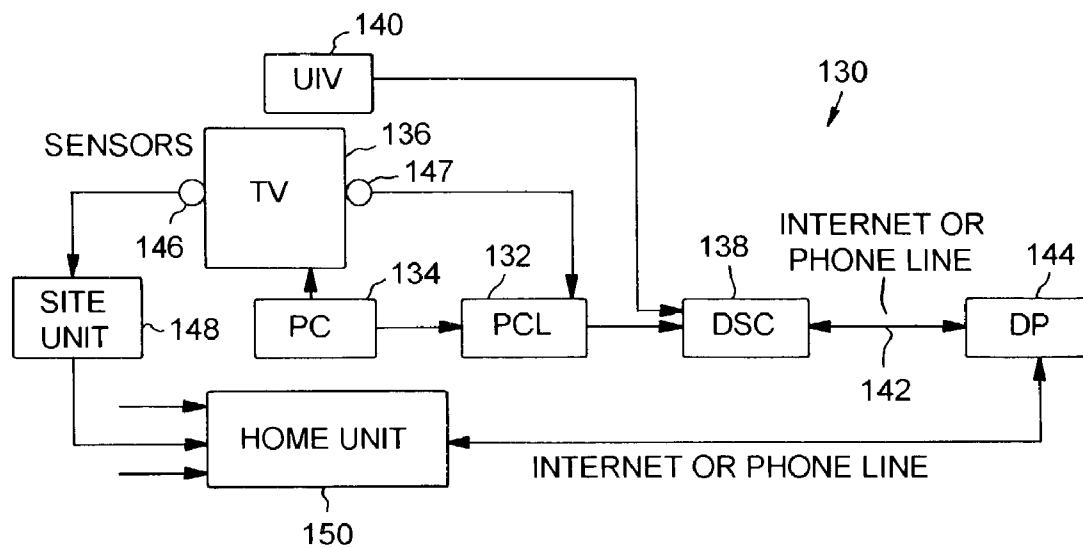 140
UIV
130
SENSORS
136
TV
147
146
INTERNET OR
PHONE LINE
134
132
138
144
SITE
UNIT
148
PC
PCL
DSC
DP
142
HOME UNIT
INTERNET OR PHONE LINE
150